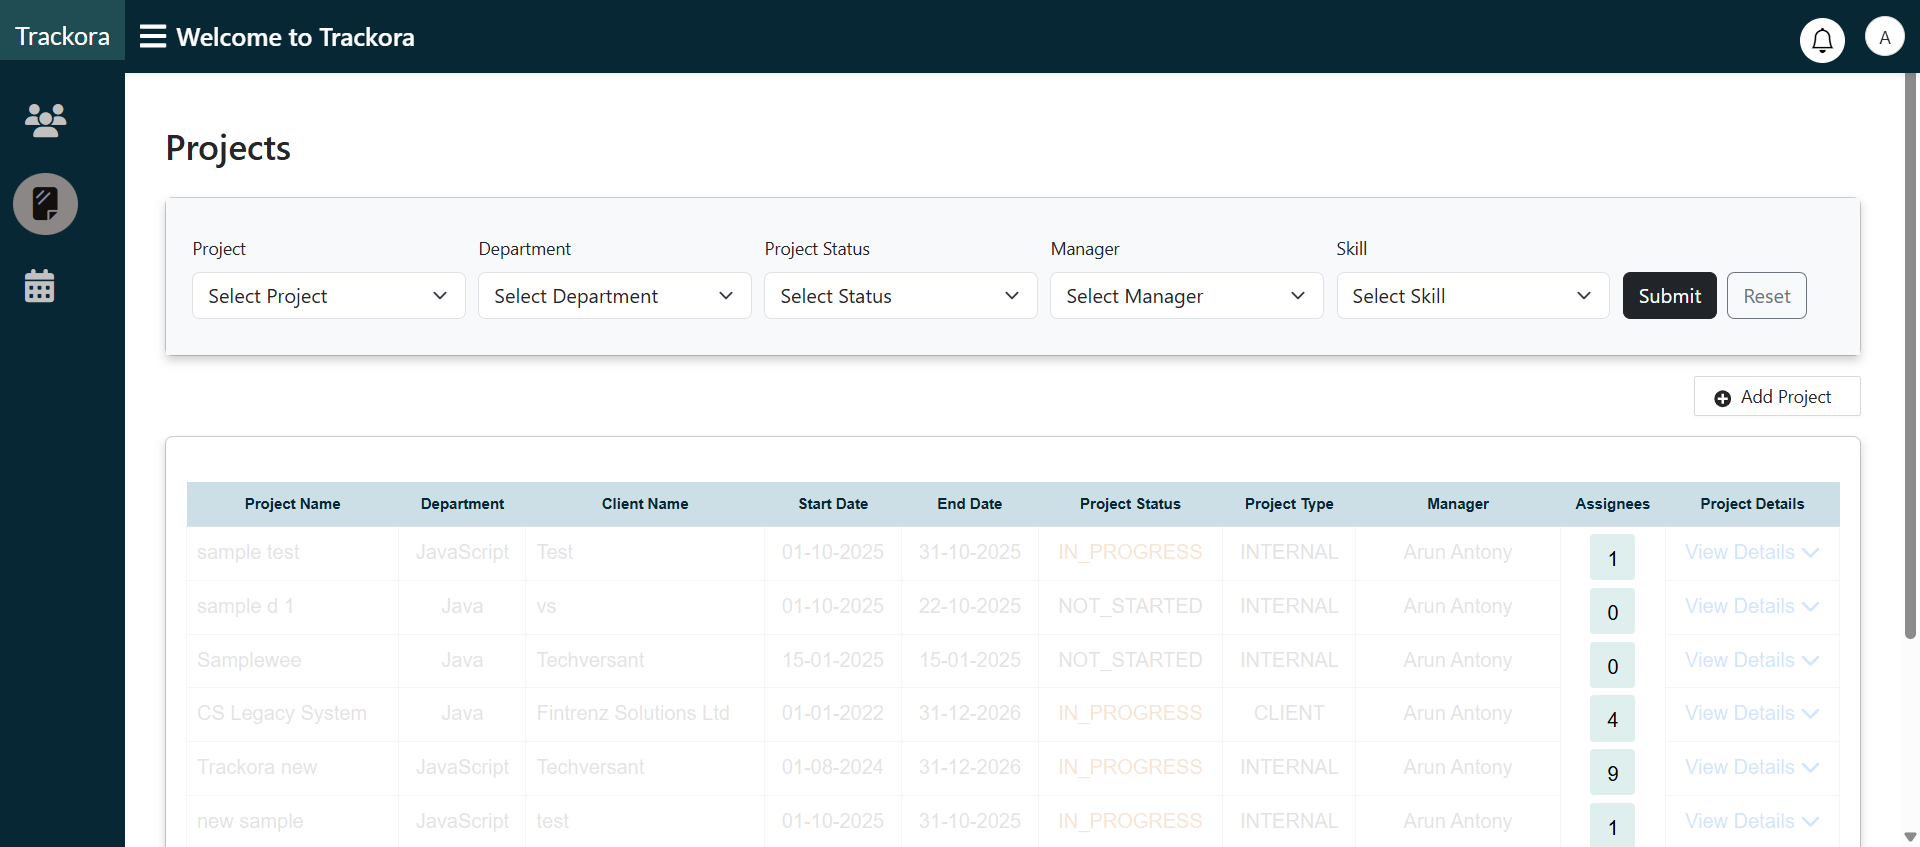 Trackora
Welcome to Trackora
A
Projects
Project Department Project Status Manager Skill
Select Project Select Department Select Status Select Manager Select Skill Submit Reset
Add Project
Project Name Department Client Name Start Date End Date Project Status Project Type Manager Assignees Project Details
sample test JavaScript Test 01-10-2025 31-10-2025 IN_PROGRESS INTERNAL Arun Antony 1 View Details
sample d 1 Java vs 01-10-2025 22-10-2025 NOT_STARTED INTERNAL Arun Antony 0 View Details
Samplewee Java Techversant 15-01-2025 15-01-2025 NOT_STARTED INTERNAL Arun Antony 0 View Details
CS Legacy System Java Fintrenz Solutions Ltd 01-01-2022 31-12-2026 IN_PROGRESS CLIENT Arun Antony 4 View Details
Trackora new JavaScript Techversant 01-08-2024 31-12-2026 IN_PROGRESS INTERNAL Arun Antony 9 View Details
new sample JavaScript test 01-10-2025 31-10-2025 IN_PROGRESS INTERNAL Arun Antony 1 View Details